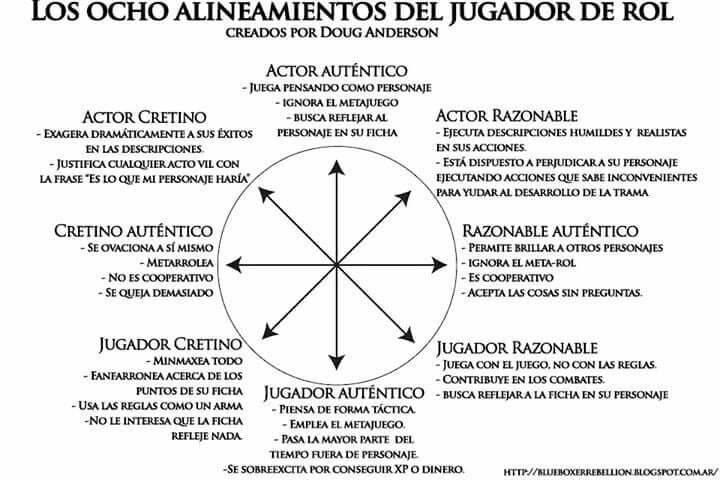 Los ocho alineamientos del jugador de rol
creados por Doug Anderson
Actor auténtico
- Juega pensando como personaje
- ignora el metajuego
- busca reflejar al
personaje en su ficha
Actor Razonable
- Ejecuta descripciones humildes y realistas
en sus acciones.
- Está dispuesto a perjudicar a su personaje
ejecutando acciones que sabe inconvenientes
para yudar al desarrollo de la trama
Razonable auténtico
- Permite brillar a otros personajes
- ignora el meta-rol
- Es cooperativo
- Acepta las cosas sin preguntas.
Jugador Razonable
- Juega con el juego, no con las reglas.
- Contribuye en los combates.
- busca reflejar a la ficha en su personaje
Jugador auténtico
- Piensa de forma táctica.
- Emplea el metajuego.
- Pasa la mayor parte del
tiempo fuera de personaje.
-Se sobreexcita por conseguir XP o dinero.
Jugador Cretino
- Minmaxea todo
- Fanfarronea acerca de los
puntos de su ficha
- Usa las reglas como un arma
-No le interesa que la ficha
refleje nada.
Cretino auténtico
- Se ovaciona a sí mismo
- Metarrolea
- No es cooperativo
- Se queja demasiado
Actor Cretino
- Exagera dramáticamente a sus éxitos
en las descripciones.
- Justifica cualquier acto vil con
la frase "Es lo que mi personaje haría"
http://blueboxerrebellion.blogspot.com.ar/